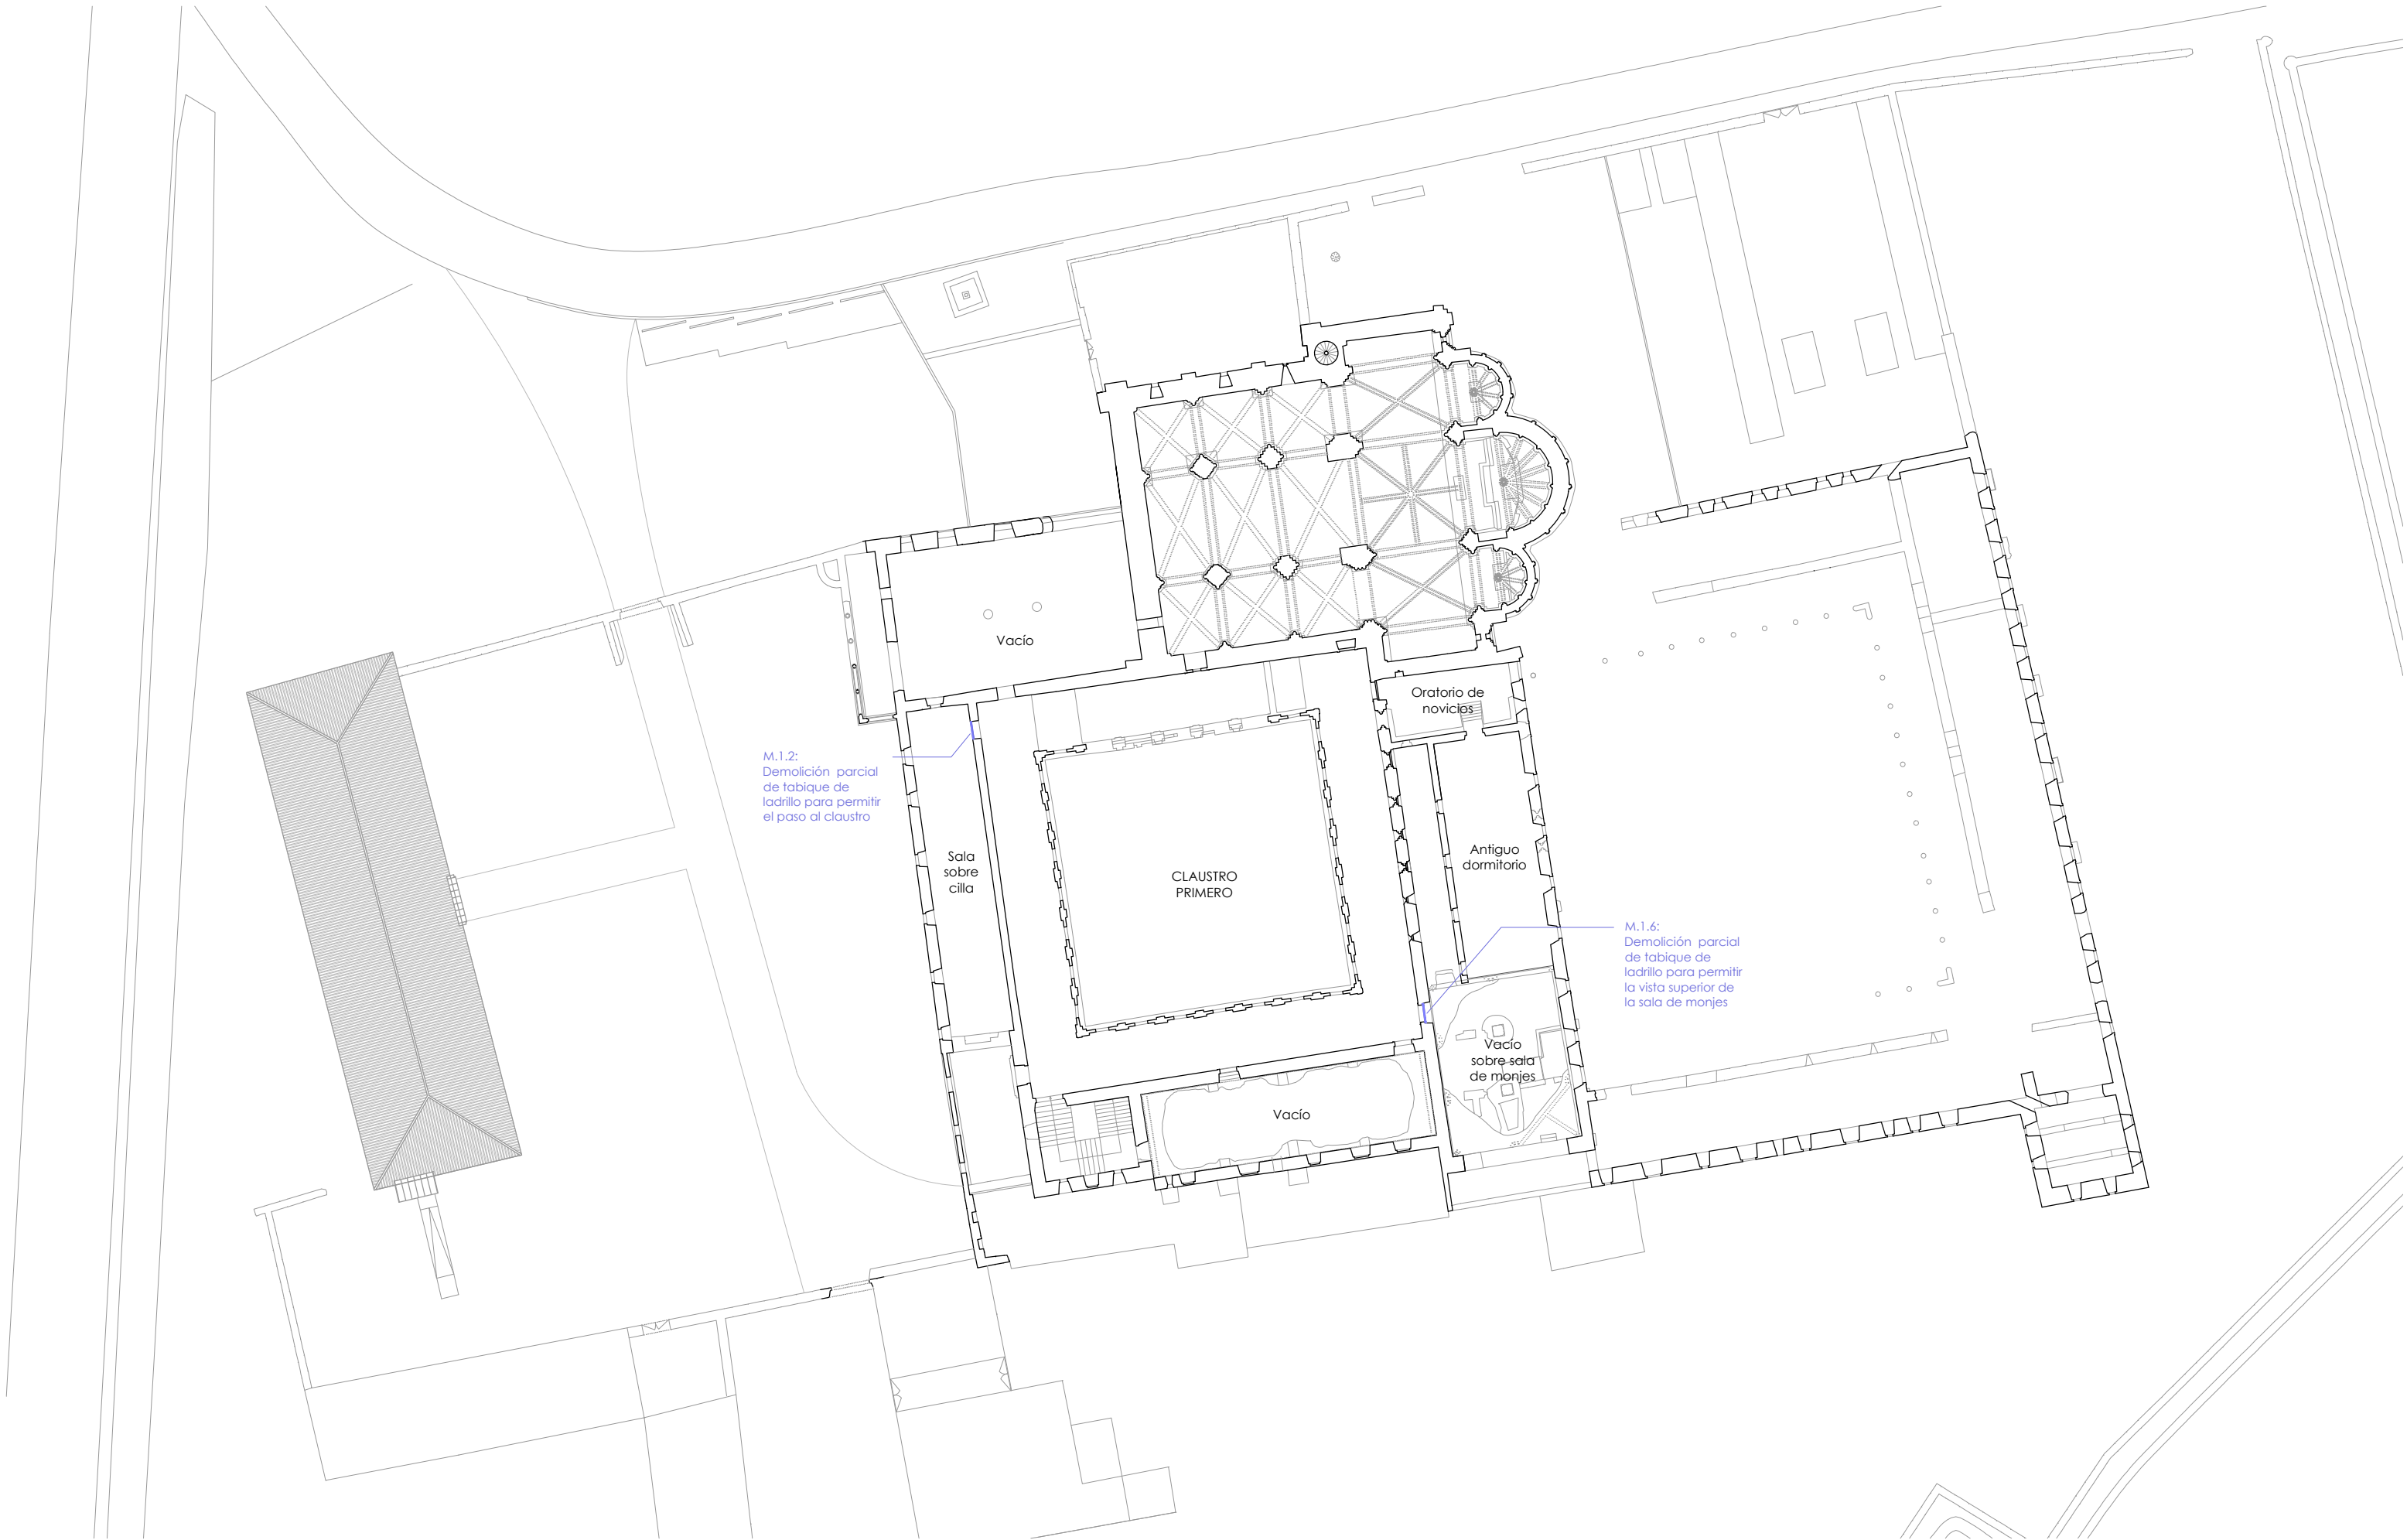 Vacío
Oratorio de
novicios
M.1.2:
Demolición parcial
de tabique de
ladrillo para permitir
el paso al claustro
Sala
sobre
cilla
CLAUSTRO
PRIMERO
Antiguo
dormitorio
M.1.6:
Demolición parcial
de tabique de
ladrillo para permitir
la vista superior de
la sala de monjes
Vacío
sobre sala
de monjes
Vacío